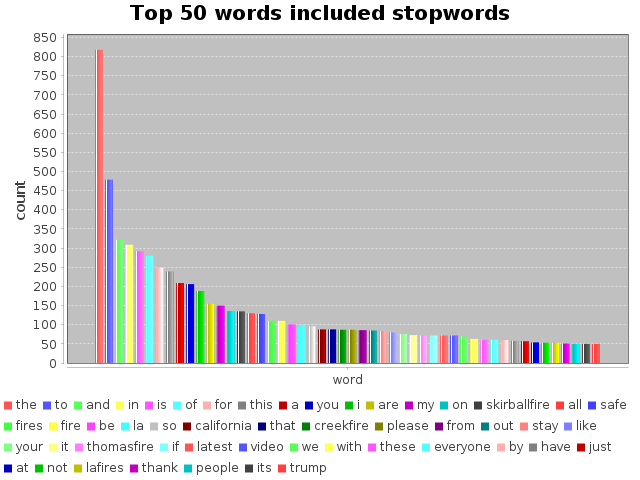 Top 50 words included stopwords
850
800
750
700
650
600
550
500
450
400
350
300
250
200
150
100
50
0
count
word
the to and in is of for this a you i are my on skirballfire all safe
fires fire be la so california that creekfire please from out stay like
your it thomasfire if latest video we with these everyone by have just
at not lafires thank people its trump